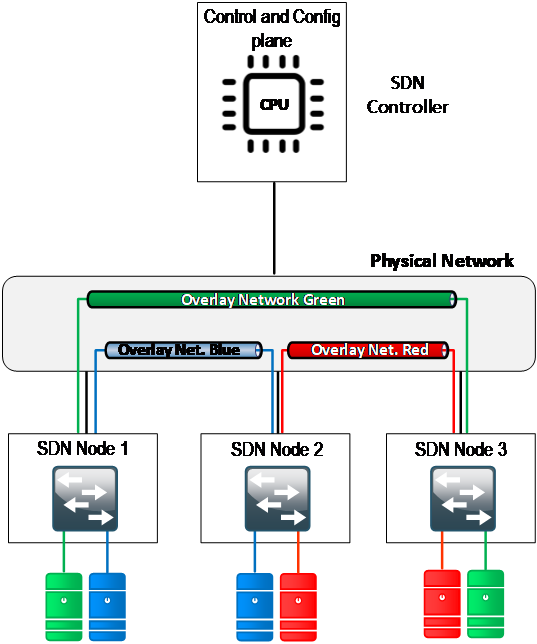 Control and Config
plane
CPU
SDN
Controller
Physical Network
Overlay Network Green
Overlay Net. Blue
Overlay Net. Red
SDN Node 1
SDN Node 2
SDN Node 3